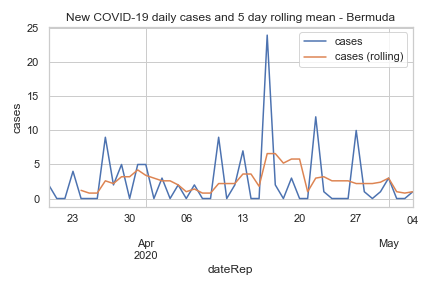 New COVID-19 daily cases and 5 day rolling mean - Bermuda
cases
cases (rolling)
25
20
15
10
5
0
cases
23
30
06
13
20
27
04
Apr
2020
May
dateRep